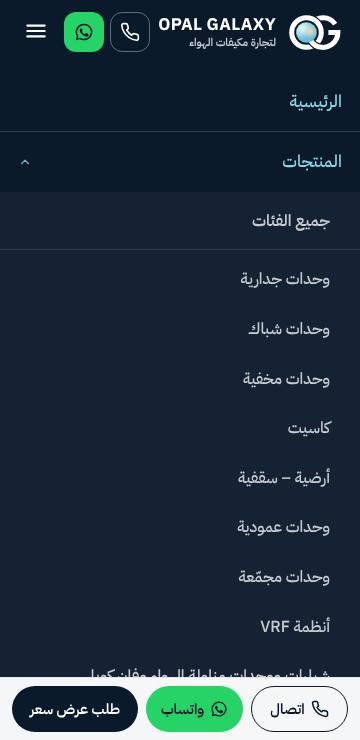 OPAL GALAXY
لتجارة مكيفات الهواء
الرئيسية
المنتجات
جميع الفئات
وحدات جدارية
وحدات شباك
وحدات مخفية
كاسيت
أرضية – سقفية
وحدات عمودية
وحدات مجمّعة
أنظمة VRF
اتصال
واتساب
طلب عرض سعر